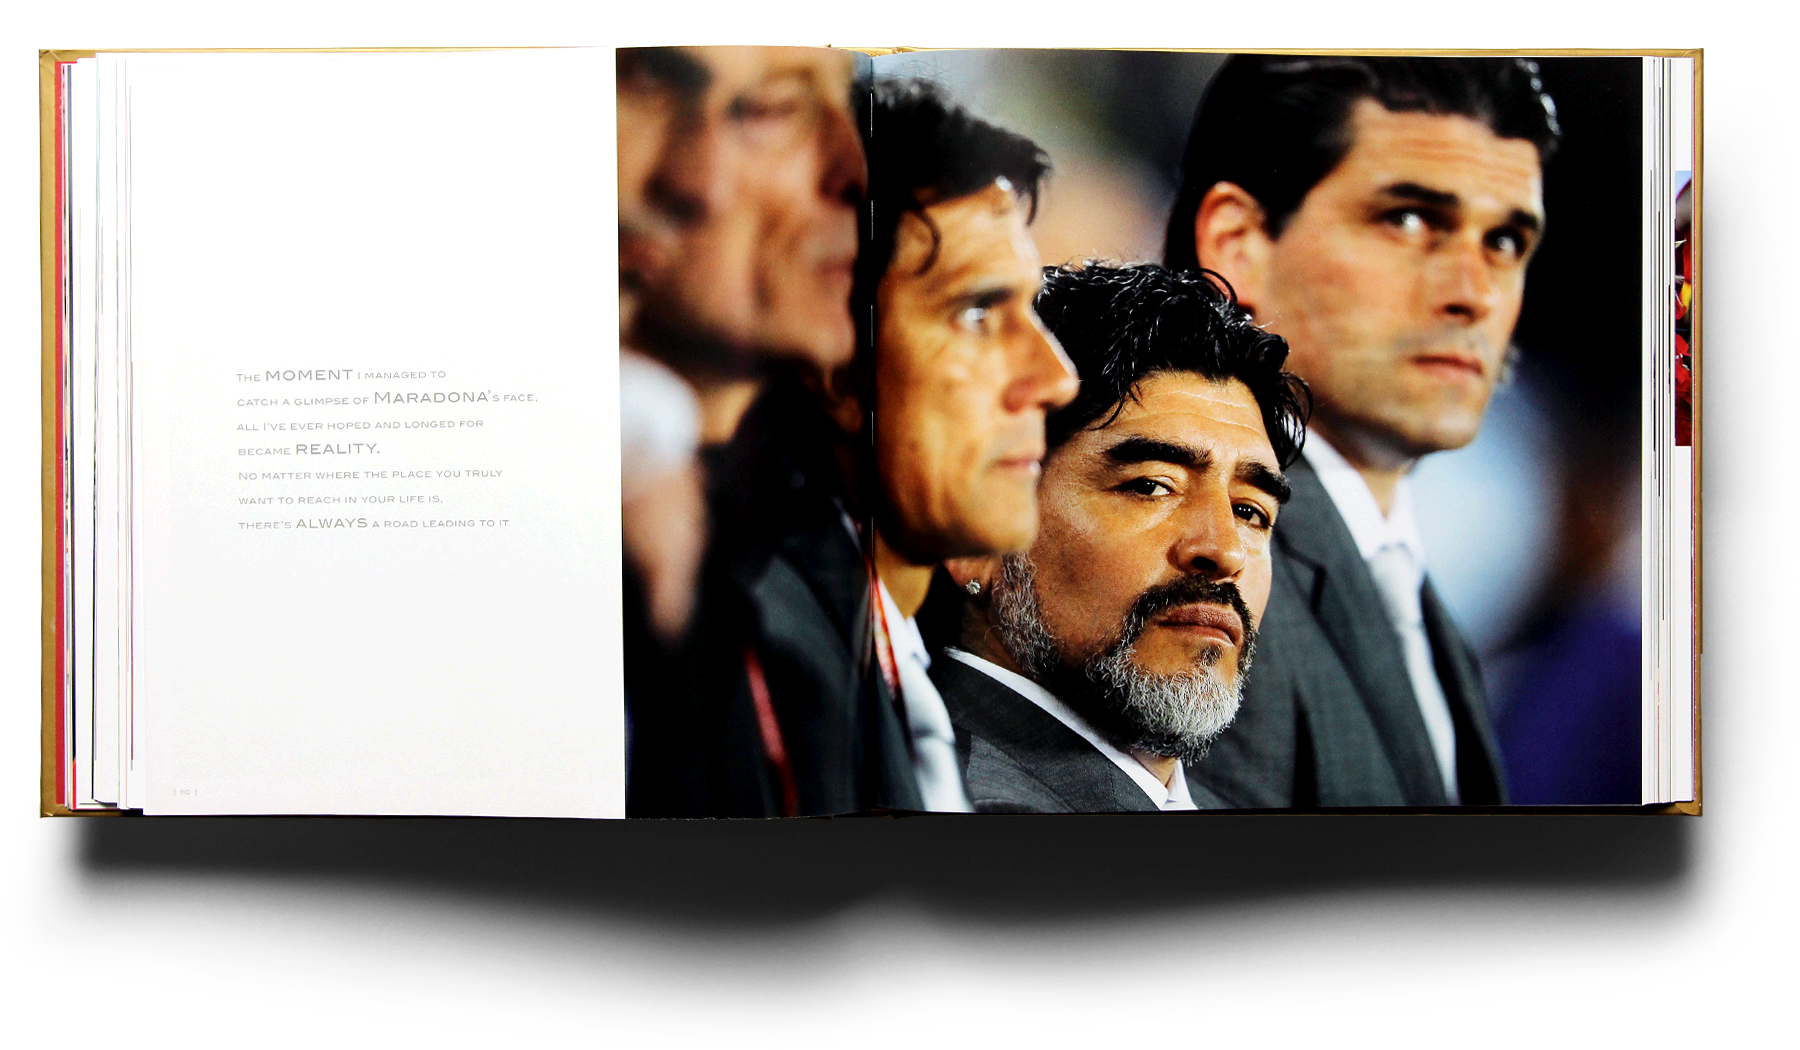 THE MOMENT I MANAGED TO
CATCH A GLIMPSE OF MARADONA'S FACE,
ALL I'VE EVER HOPED AND LONGED FOR
BECAME REALITY.
NO MATTER WHERE THE PLACE YOU TRULY
WANT TO REACH IN YOUR LIFE IS,
THERE'S ALWAYS A ROAD LEADING TO IT.